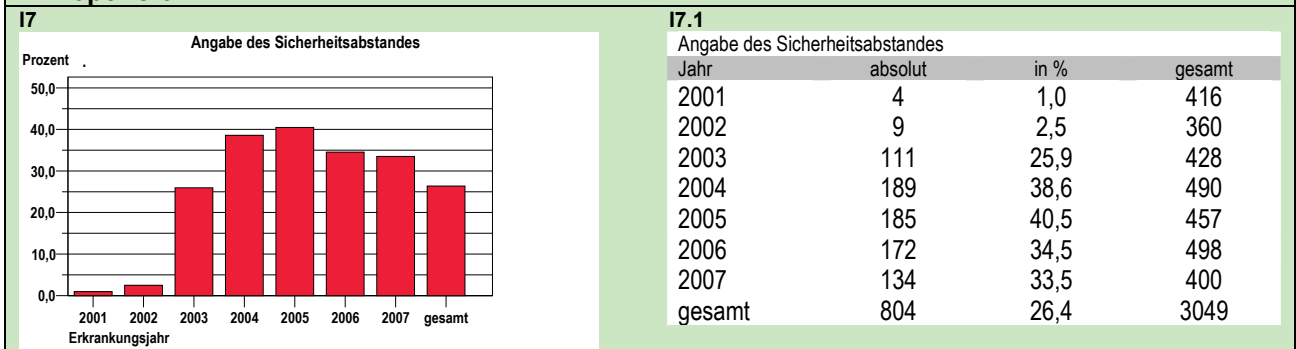 I7
Angabe des Sicherheitsabstandes
Prozent .
50,0
40,0
30,0
20,0
10,0
0,0
2001 2002 2003 2004 2005 2006 2007 gesamt
Erkrankungsjahr
I7.1
Angabe des Sicherheitsabstandes
Jahr absolut in % gesamt
2001 4 1,0 416
2002 9 2,5 360
2003 111 25,9 428
2004 189 38,6 490
2005 185 40,5 457
2006 172 34,5 498
2007 134 33,5 400
gesamt 804 26,4 3049